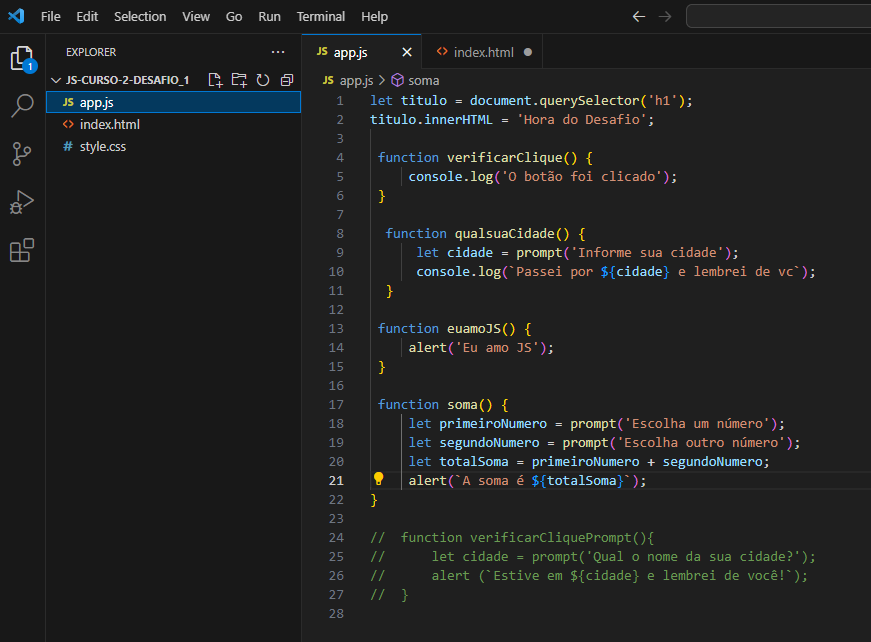 File Edit Selection View Go Run Terminal Help
EXPLORER ...
1
JS-CURSO-2-DESAFIO_1
JS app.js
<> index.html
# style.css
JS app.js <> index.html
JS app.js > soma
1 let titulo = document.querySelector('h1');
2 titulo.innerHTML = 'Hora do Desafio';
3
4 function verificarClique() {
5 console.log('O botão foi clicado');
6 }
7
8 function qualsuaCidade() {
9 let cidade = prompt('Informe sua cidade');
10 console.log(`Passei por ${cidade} e lembrei de vc`);
11 }
12
13 function euamoJS() {
14 alert('Eu amo JS');
15 }
16
17 function soma() {
18 let primeiroNumero = prompt('Escolha um número');
19 let segundoNumero = prompt('Escolha outro número');
20 let totalSoma = primeiroNumero + segundoNumero;
21 alert(`A soma é ${totalSoma}`);
22 }
23
24 // function verificarCliquePrompt(){
25 // let cidade = prompt('Qual o nome da sua cidade?');
26 // alert (`Estive em ${cidade} e lembrei de você!`);
27 // }
28